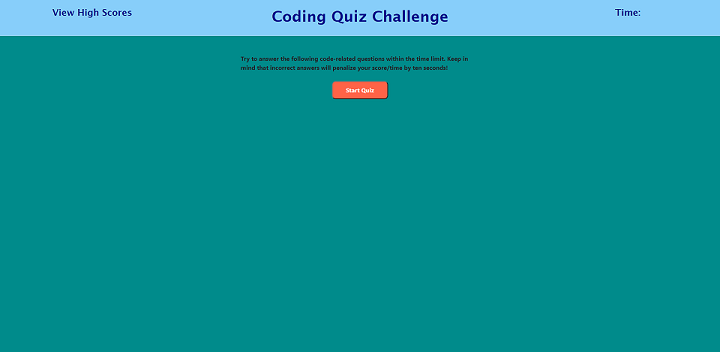 View High Scores
Coding Quiz Challenge
Time:
Try to answer the following code-related questions within the time limit. Keep in
mind that incorrect answers will penalize your score/time by ten seconds!
Start Quiz